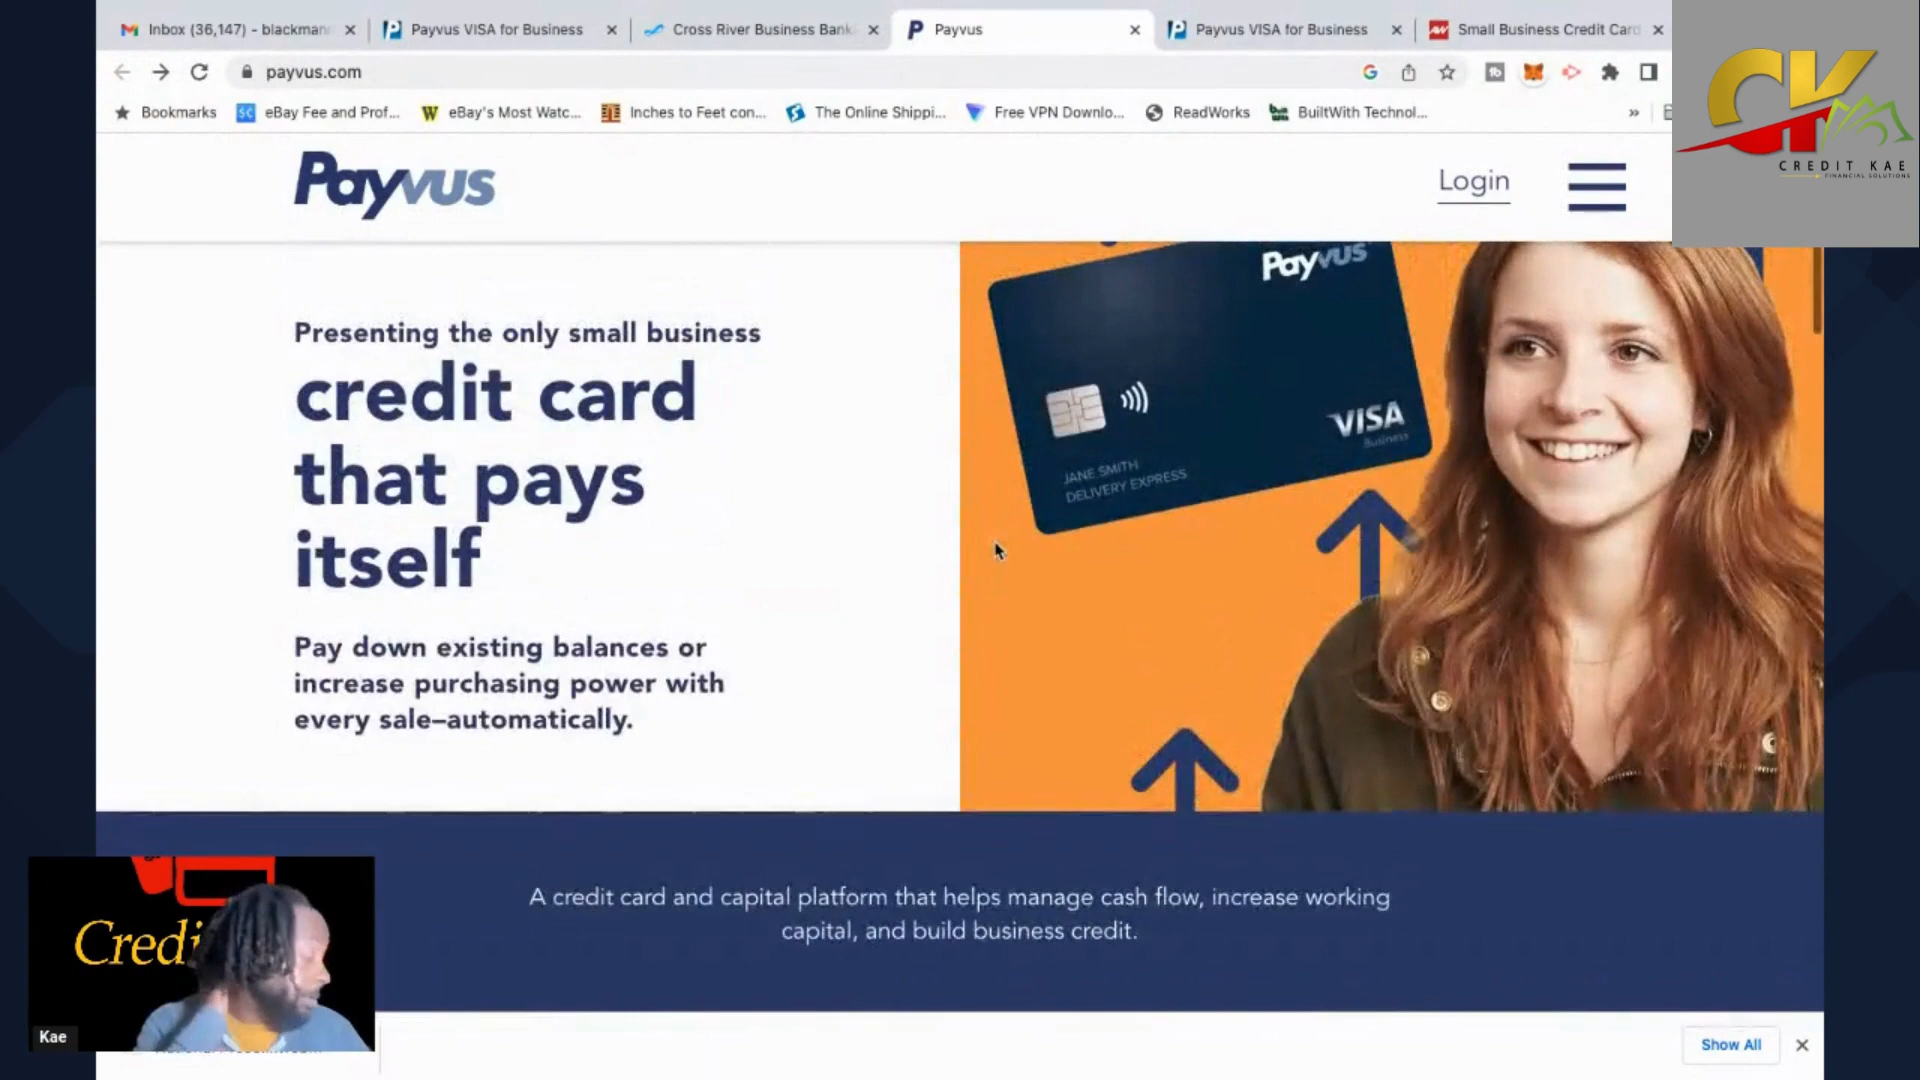 Inbox (36,147) - blackman
Payvus VISA for Business
Cross River Business Bank
Payvus
Payvus VISA for Business
Small Business Credit Card
payvus.com
Bookmarks
eBay Fee and Prof...
eBay's Most Watc...
Inches to Feet con...
The Online Shippi...
Free VPN Downlo...
ReadWorks
BuiltWith Technol...
CK
CREDIT KAE
FINANCIAL SOLUTIONS
Payvus
Login
Presenting the only small business
credit card
that pays
itself
Pay down existing balances or
increase purchasing power with
every sale–automatically.
Payvus
VISA
Business
JANE SMITH
DELIVERY EXPRESS
A credit card and capital platform that helps manage cash flow, increase working
capital, and build business credit.
Credi
Kae
Show All